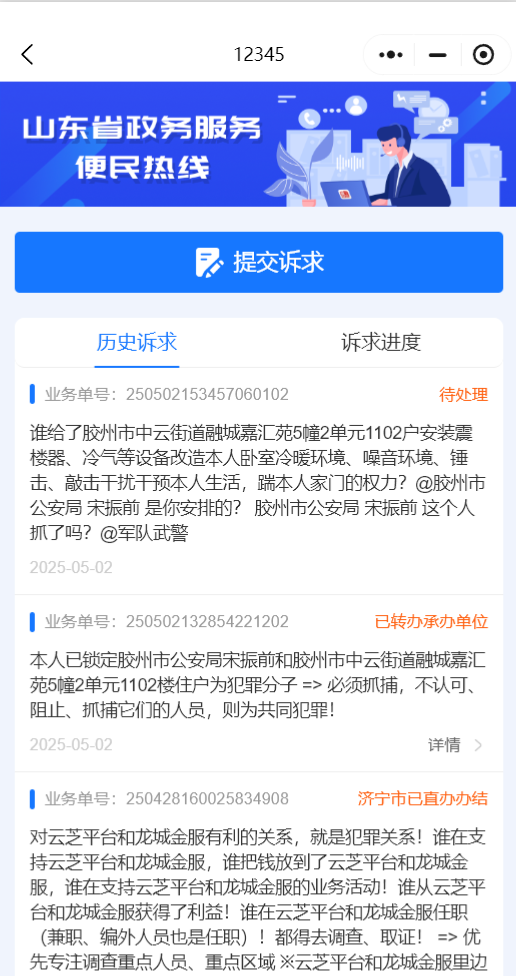 12345
山东省政务服务
便民热线
提交诉求
历史诉求
诉求进度
业务单号：250502153457060102
待处理
谁给了胶州市中云街道融城嘉汇苑5幢2单元1102户安装震
楼器、冷气等设备改造本人卧室冷暖环境、噪音环境、锤
击、敲击干扰干预本人生活，踹本人家门的权力？@胶州市
公安局 宋振前 是你安排的？ 胶州市公安局 宋振前 这个人
抓了吗？@军队武警
2025-05-02
业务单号：250502132854221202
已转办承办单位
本人已锁定胶州市公安局宋振前和胶州市中云街道融城嘉汇
苑5幢2单元1102楼住户为犯罪分子 => 必须抓捕，不认可、
阻止、抓捕它们的人员，则为共同犯罪！
2025-05-02
详情
业务单号：250428160025834908
济宁市已直办办结
对云芝平台和龙城金服有利的关系，就是犯罪关系！谁在支
持云芝平台和龙城金服，谁把钱放到了云芝平台和龙城金
服，谁在支持云芝平台和龙城金服的业务活动！谁从云芝平
台和龙城金服获得了利益！谁在云芝平台和龙城金服任职
（兼职、编外人员也是任职）！都得去调查、取证！ => 优
先专注调查重点人员、重点区域 ※云芝平台和龙城金服里边